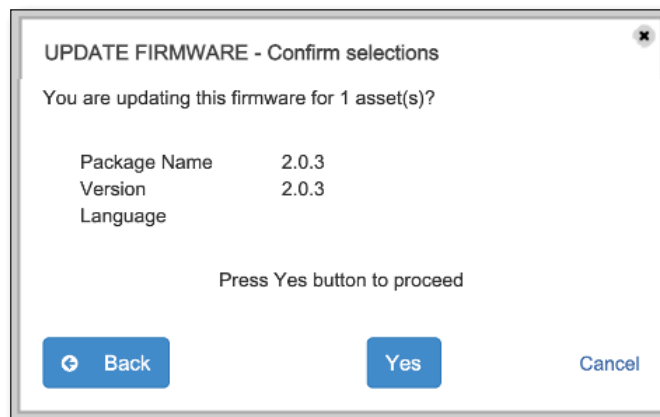 UPDATE FIRMWARE - Confirm selections
You are updating this firmware for 1 asset(s)?
Package Name 2.0.3
Version 2.0.3
Language
Press Yes button to proceed
Back Yes Cancel